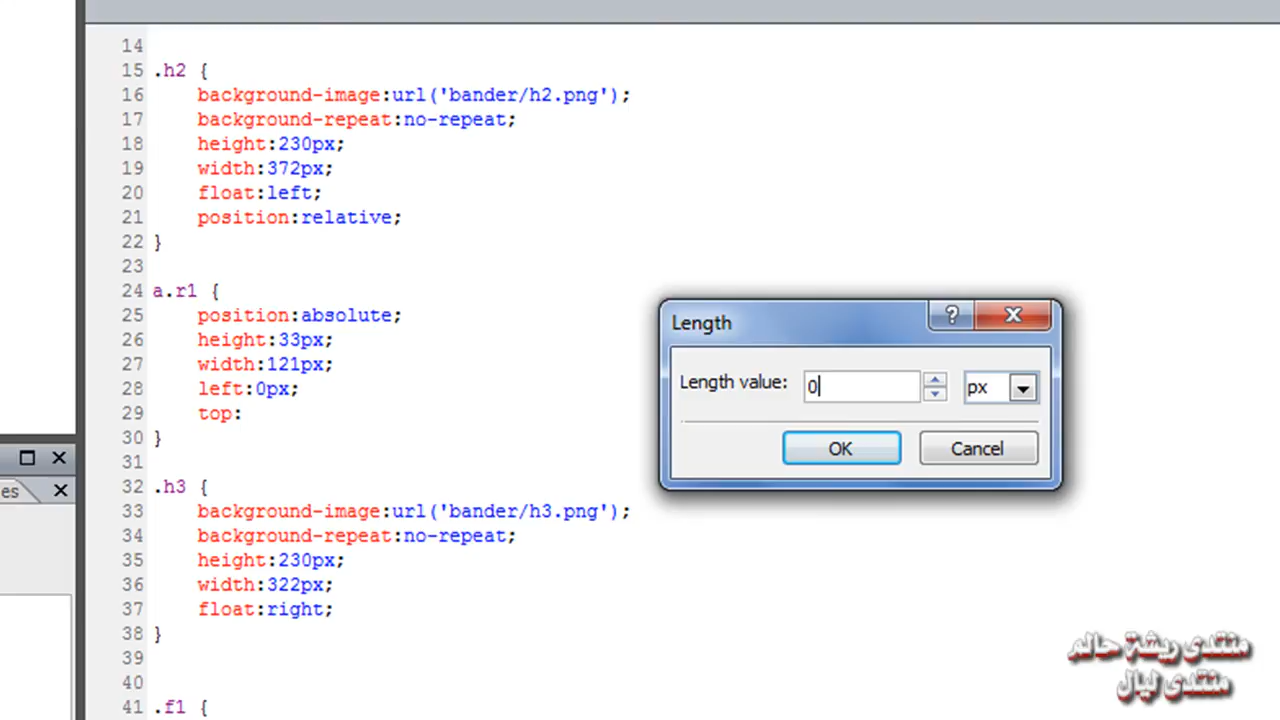 14
15 .h2 {
16 background-image:url('bander/h2.png');
17 background-repeat:no-repeat;
18 height:230px;
19 width:372px;
20 float:left;
21 position:relative;
22 }
23
24 a.r1 {
25 position:absolute;
26 height:33px;
27 width:121px;
28 left:0px;
29 top:
30 }
31
32 .h3 {
33 background-image:url('bander/h3.png');
34 background-repeat:no-repeat;
35 height:230px;
36 width:322px;
37 float:right;
38 }
39
40
41 .f1 {
Length
?
Length value: 0 px
OK Cancel
es
منتدى ريشة حالم
منتدى ليال